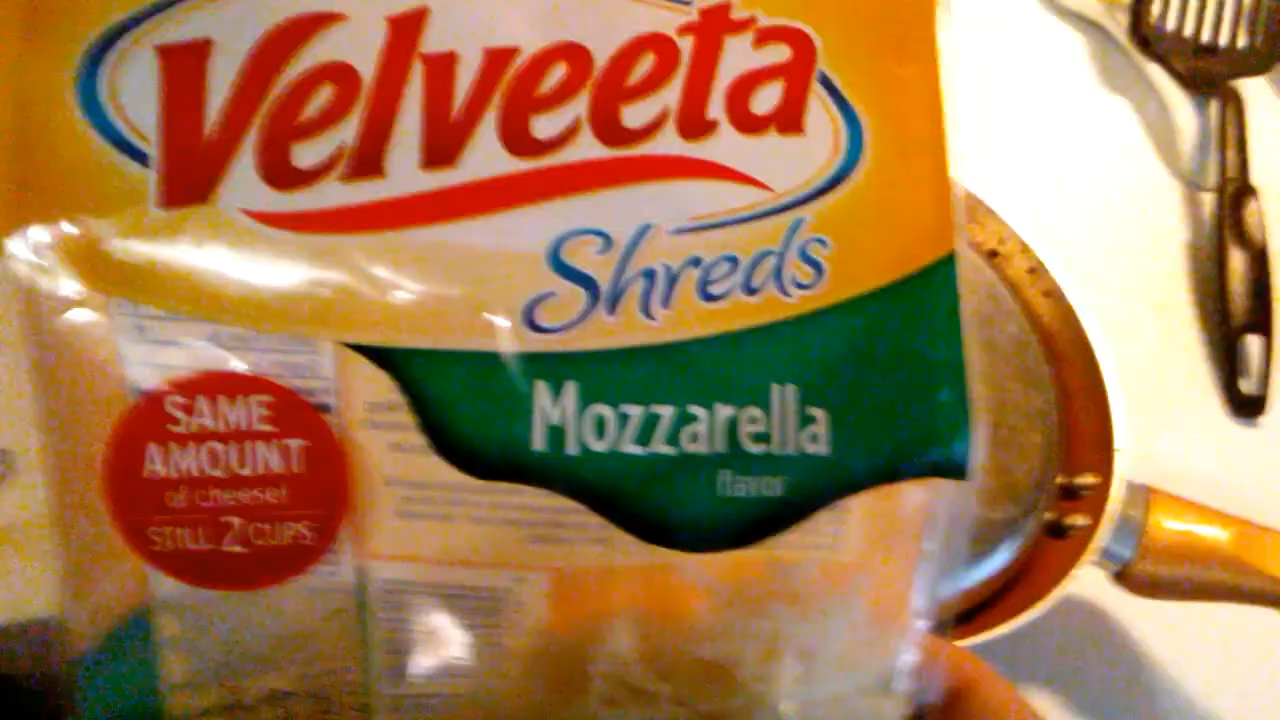 Velveeta
Shreds
Mozzarella
flavor
SAME
AMOUNT
of cheese!
STILL 2 CUPS